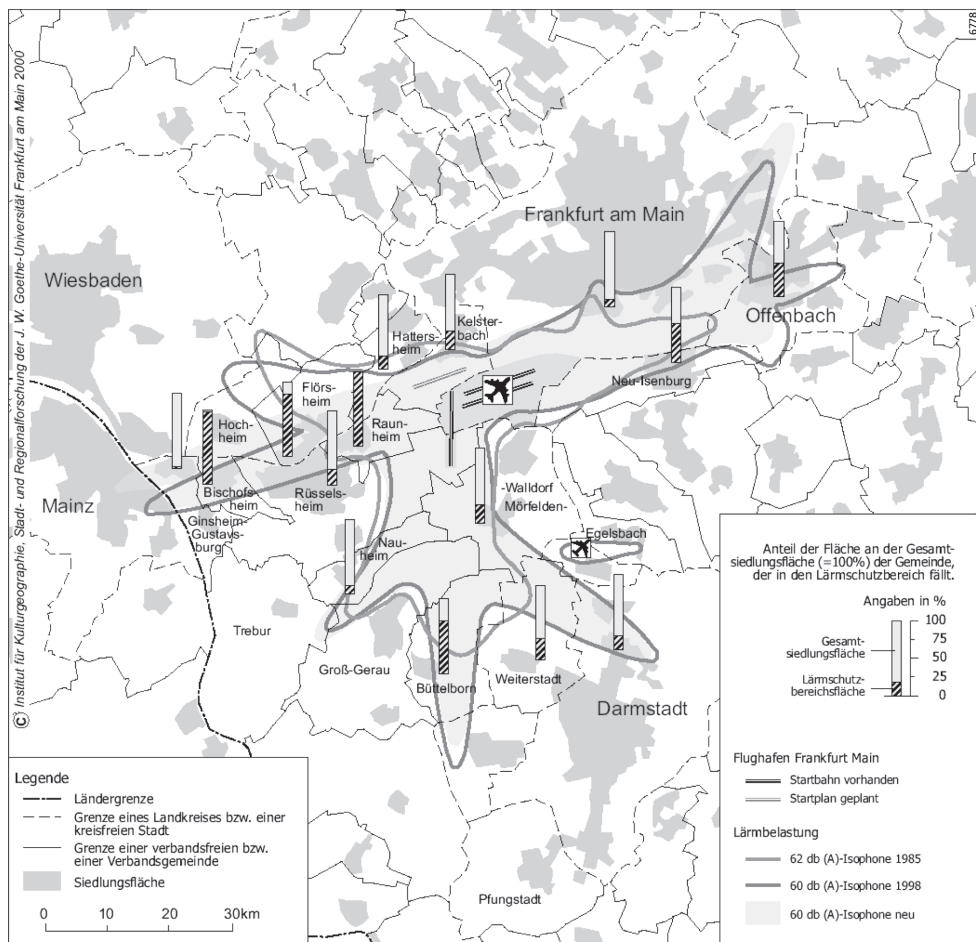 6778
© Institut für Kulturgeographie, Stadt- und Regionalforschung der J. W. Goethe-Universität Frankfurt am Main 2000
Frankfurt am Main
Wiesbaden
Kelster-
bach
Hatters-
heim
Offenbach
Neu-Isenburg
Flörs-
heim
Hoch-
heim
Raun-
heim
Mainz
Bischofs-
heim
Rüssels-
heim
Ginsheim-
Gustavs-
burg
-Walldorf
Mörfelden-
Egelsbach
Nau-
heim
Trebur
Groß-Gerau
Büttelborn
Weiterstadt
Darmstadt
Pfungstadt
Anteil der Fläche an der Gesamt-
siedlungsfläche (=100%) der Gemeinde,
der in den Lärmschutzbereich fällt.
Angaben in %
Gesamt-
siedlungsfläche
Lärmschutz-
bereichsfläche
100
75
50
25
0
Flughafen Frankfurt Main
Startbahn vorhanden
Startplan geplant
Lärmbelastung
62 db (A)-Isophone 1985
60 db (A)-Isophone 1998
60 db (A)-Isophone neu
Legende
Ländergrenze
Grenze eines Landkreises bzw. einer
kreisfreien Stadt
Grenze einer verbandsfreien bzw.
einer Verbandsgemeinde
Siedlungsfläche
0 10 20 30km